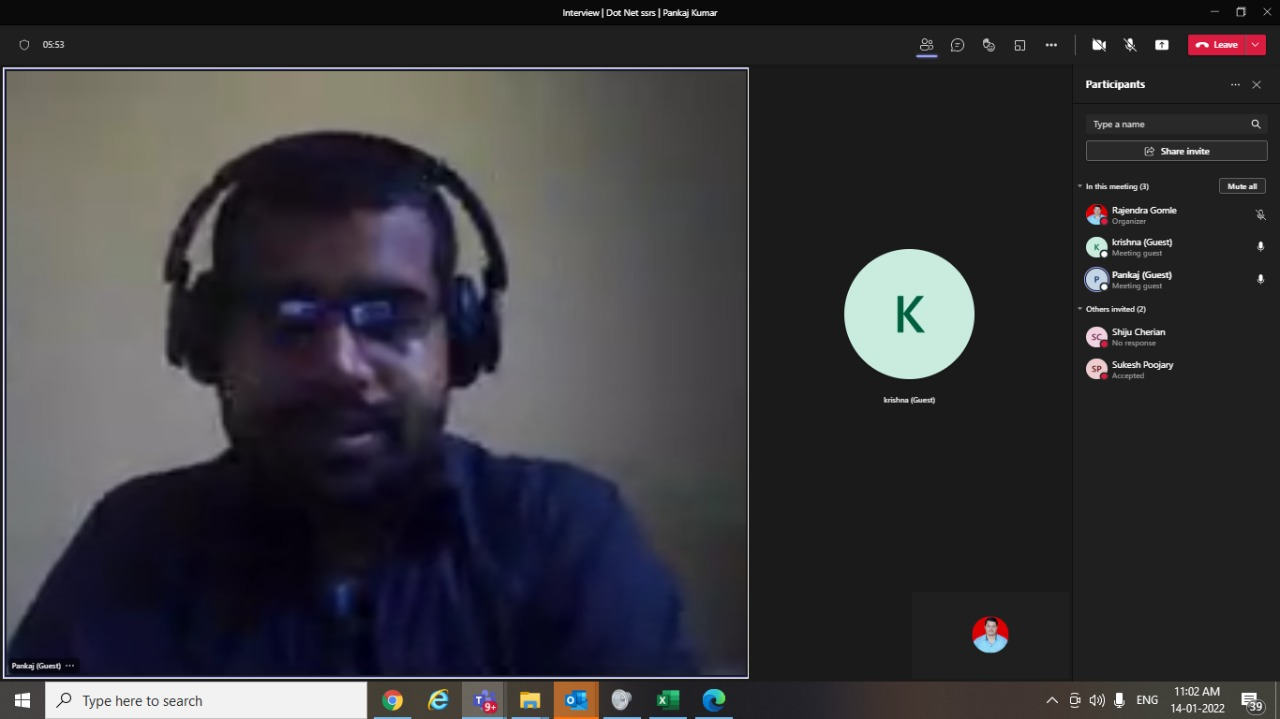 Interview | Dot Net ssrs | Pankaj Kumar
05:53
Leave
Participants
Type a name
Share invite
In this meeting (3)
Mute all
Rajendra Gomle
Organizer
K
krishna (Guest)
Meeting guest
P
Pankaj (Guest)
Meeting guest
Others invited (2)
SC
Shiju Cherian
No response
SP
Sukesh Poojary
Accepted
K
krishna (Guest)
Pankaj (Guest)
Type here to search
9+
ENG
11:02 AM
14-01-2022
39